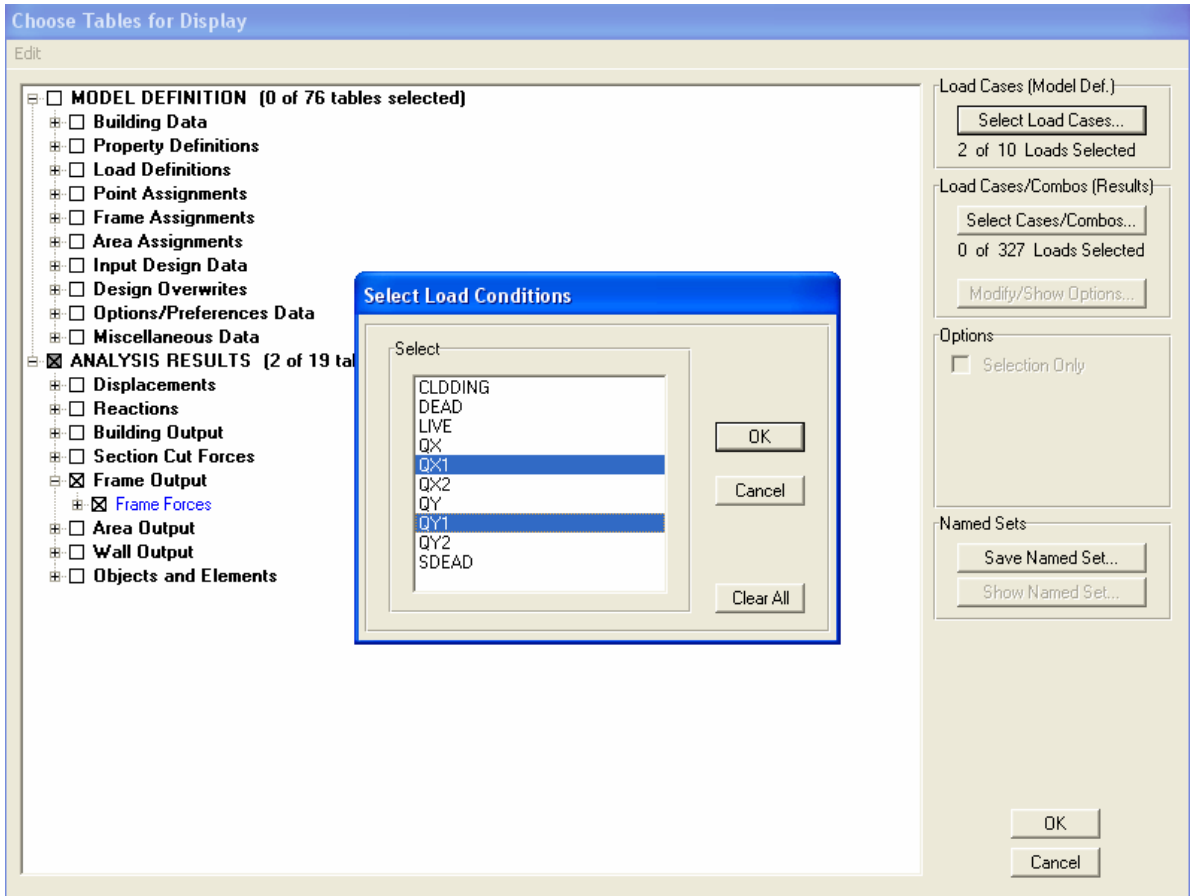 Choose Tables for Display
Edit
MODEL DEFINITION (0 of 76 tables selected)
Building Data
Property Definitions
Load Definitions
Point Assignments
Frame Assignments
Area Assignments
Input Design Data
Design Overwrites
Options/Preferences Data
Miscellaneous Data
ANALYSIS RESULTS (2 of 19 tal
Displacements
Reactions
Building Output
Section Cut Forces
Frame Output
Frame Forces
Area Output
Wall Output
Objects and Elements
Select Load Conditions
Select
CLDDING
DEAD
LIVE
QX
QX1
QX2
QY
QY1
QY2
SDEAD
OK
Cancel
Clear All
Load Cases (Model Def.)
Select Load Cases...
2 of 10 Loads Selected
Load Cases/Combos (Results)
Select Cases/Combos...
0 of 327 Loads Selected
Modify/Show Options...
Options
Selection Only
Named Sets
Save Named Set...
Show Named Set...
OK
Cancel